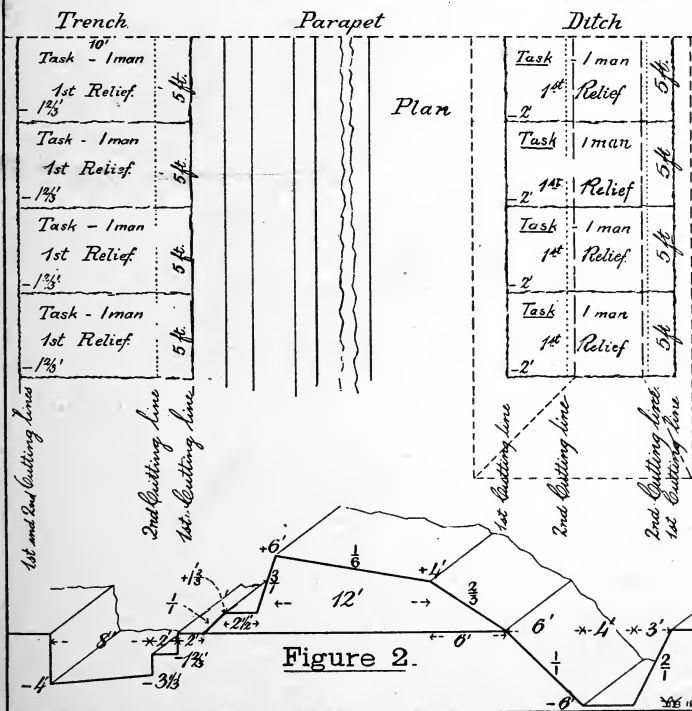 Trench Parapet Ditch
10'
Task - 1 man
1st Relief
- 1⅔'
5 ft.
Task - 1 man
1st Relief
- 1⅔'
5 ft.
Task - 1 man
1st Relief
- 1⅔'
5 ft.
Task - 1 man
1st Relief
- 1⅔'
5 ft.
Plan
Task 1 man
1st Relief
- 2'
5 ft.
Task 1 man
1st Relief
- 2'
5 ft.
Task - 1 man
1st Relief
- 2'
5 ft.
Task 1 man
1st Relief
- 2'
5 ft.
1st and 2nd Cutting lines
2nd Cutting line
1st Cutting line
1st Cutting line
2nd Cutting line
2nd Cutting line
1st Cutting line
+6'
1/6
+4'
+1⅔'
3/1
2/3
1/1
2½'
12'
8'
2'
2'
6'
6'
4'
3'
-1⅔'
1/1
2/1
-4'
-3⅓'
-6'
Figure 2.